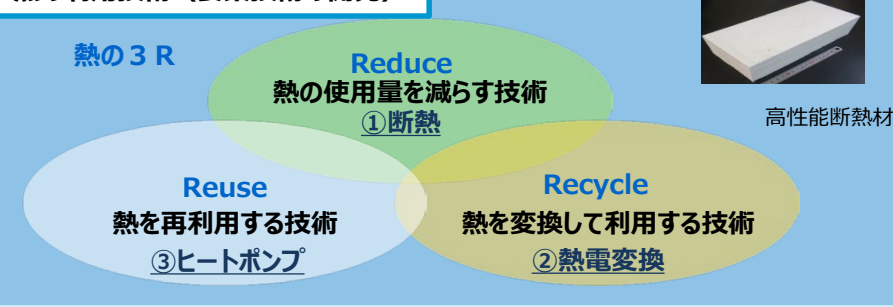 熱の3R
Reduce
熱の使用量を減らす技術
①断熱
高性能断熱材
Reuse
熱を再利用する技術
③ヒートポンプ
Recycle
熱を変換して利用する技術
②熱電変換